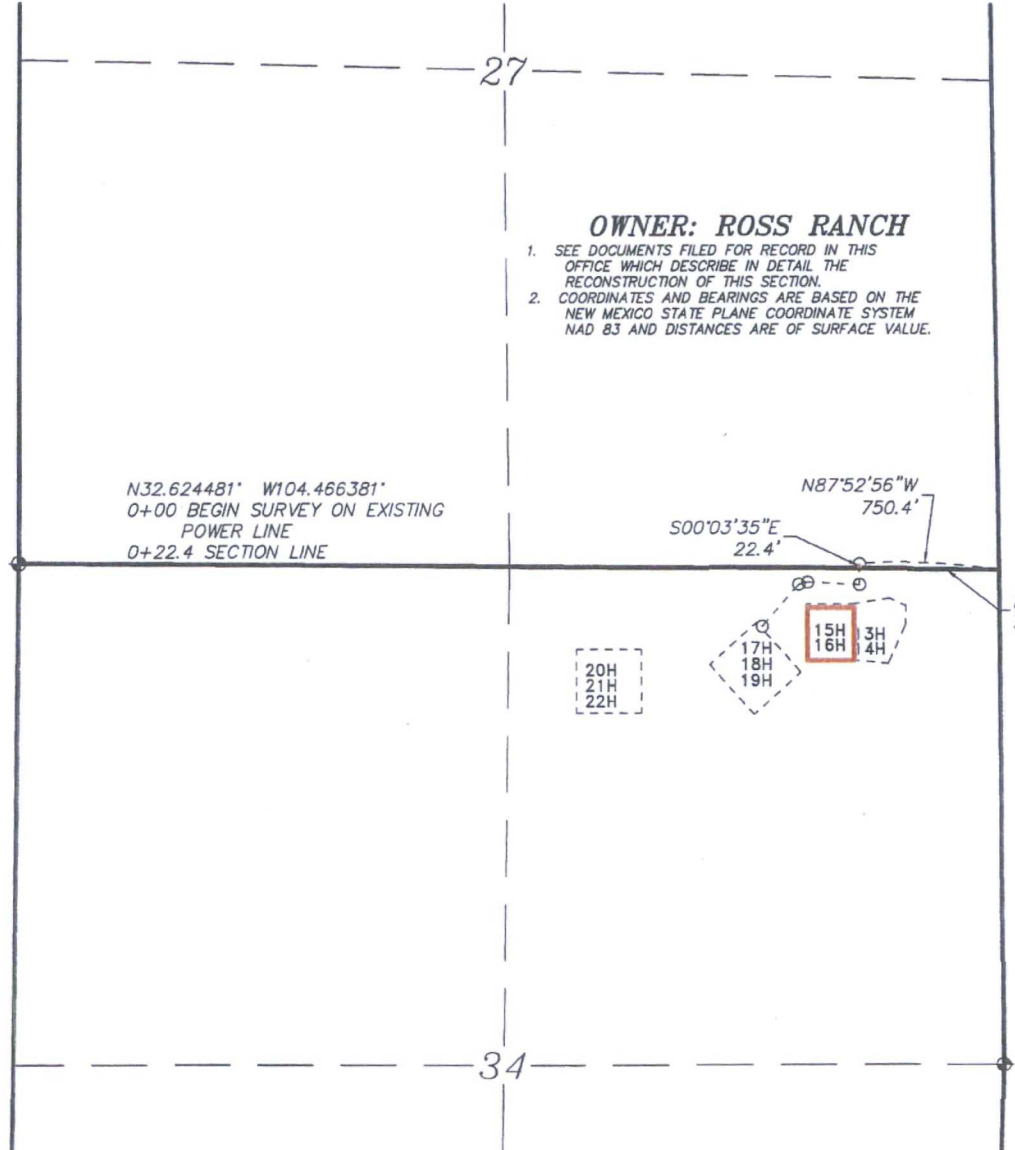 27
OWNER: ROSS RANCH
1. SEE DOCUMENTS FILED FOR RECORD IN THIS
OFFICE WHICH DESCRIBE IN DETAIL THE
RECONSTRUCTION OF THIS SECTION.
2. COORDINATES AND BEARINGS ARE BASED ON THE
NEW MEXICO STATE PLANE COORDINATE SYSTEM
NAD 83 AND DISTANCES ARE OF SURFACE VALUE.
N32.624481° W104.466381°
0+00 BEGIN SURVEY ON EXISTING
POWER LINE
0+22.4 SECTION LINE
N87°52'56"W
750.4'
S00°03'35"E
22.4'
15H
16H
3H
4H
17H
18H
19H
20H
21H
22H
34